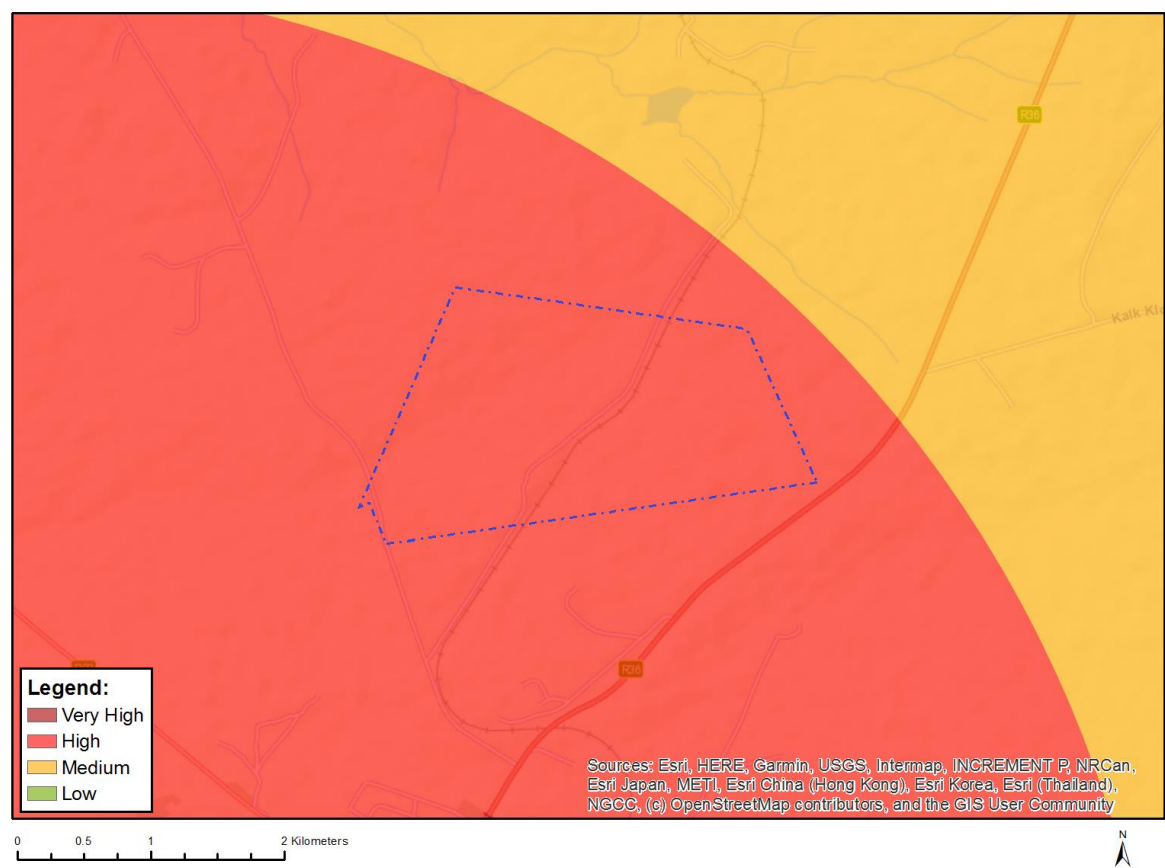 R36
Kalk Klo
R36
Legend:
Very High
High
Medium
Low
Sources: Esri, HERE, Garmin, USGS, Intermap, INCREMENT P, NRCan,
Esri Japan, METI, Esri China (Hong Kong), Esri Korea, Esri (Thailand),
NGCC, (c) OpenStreetMap contributors, and the GIS User Community
0 0.5 1 2 Kilometers
N